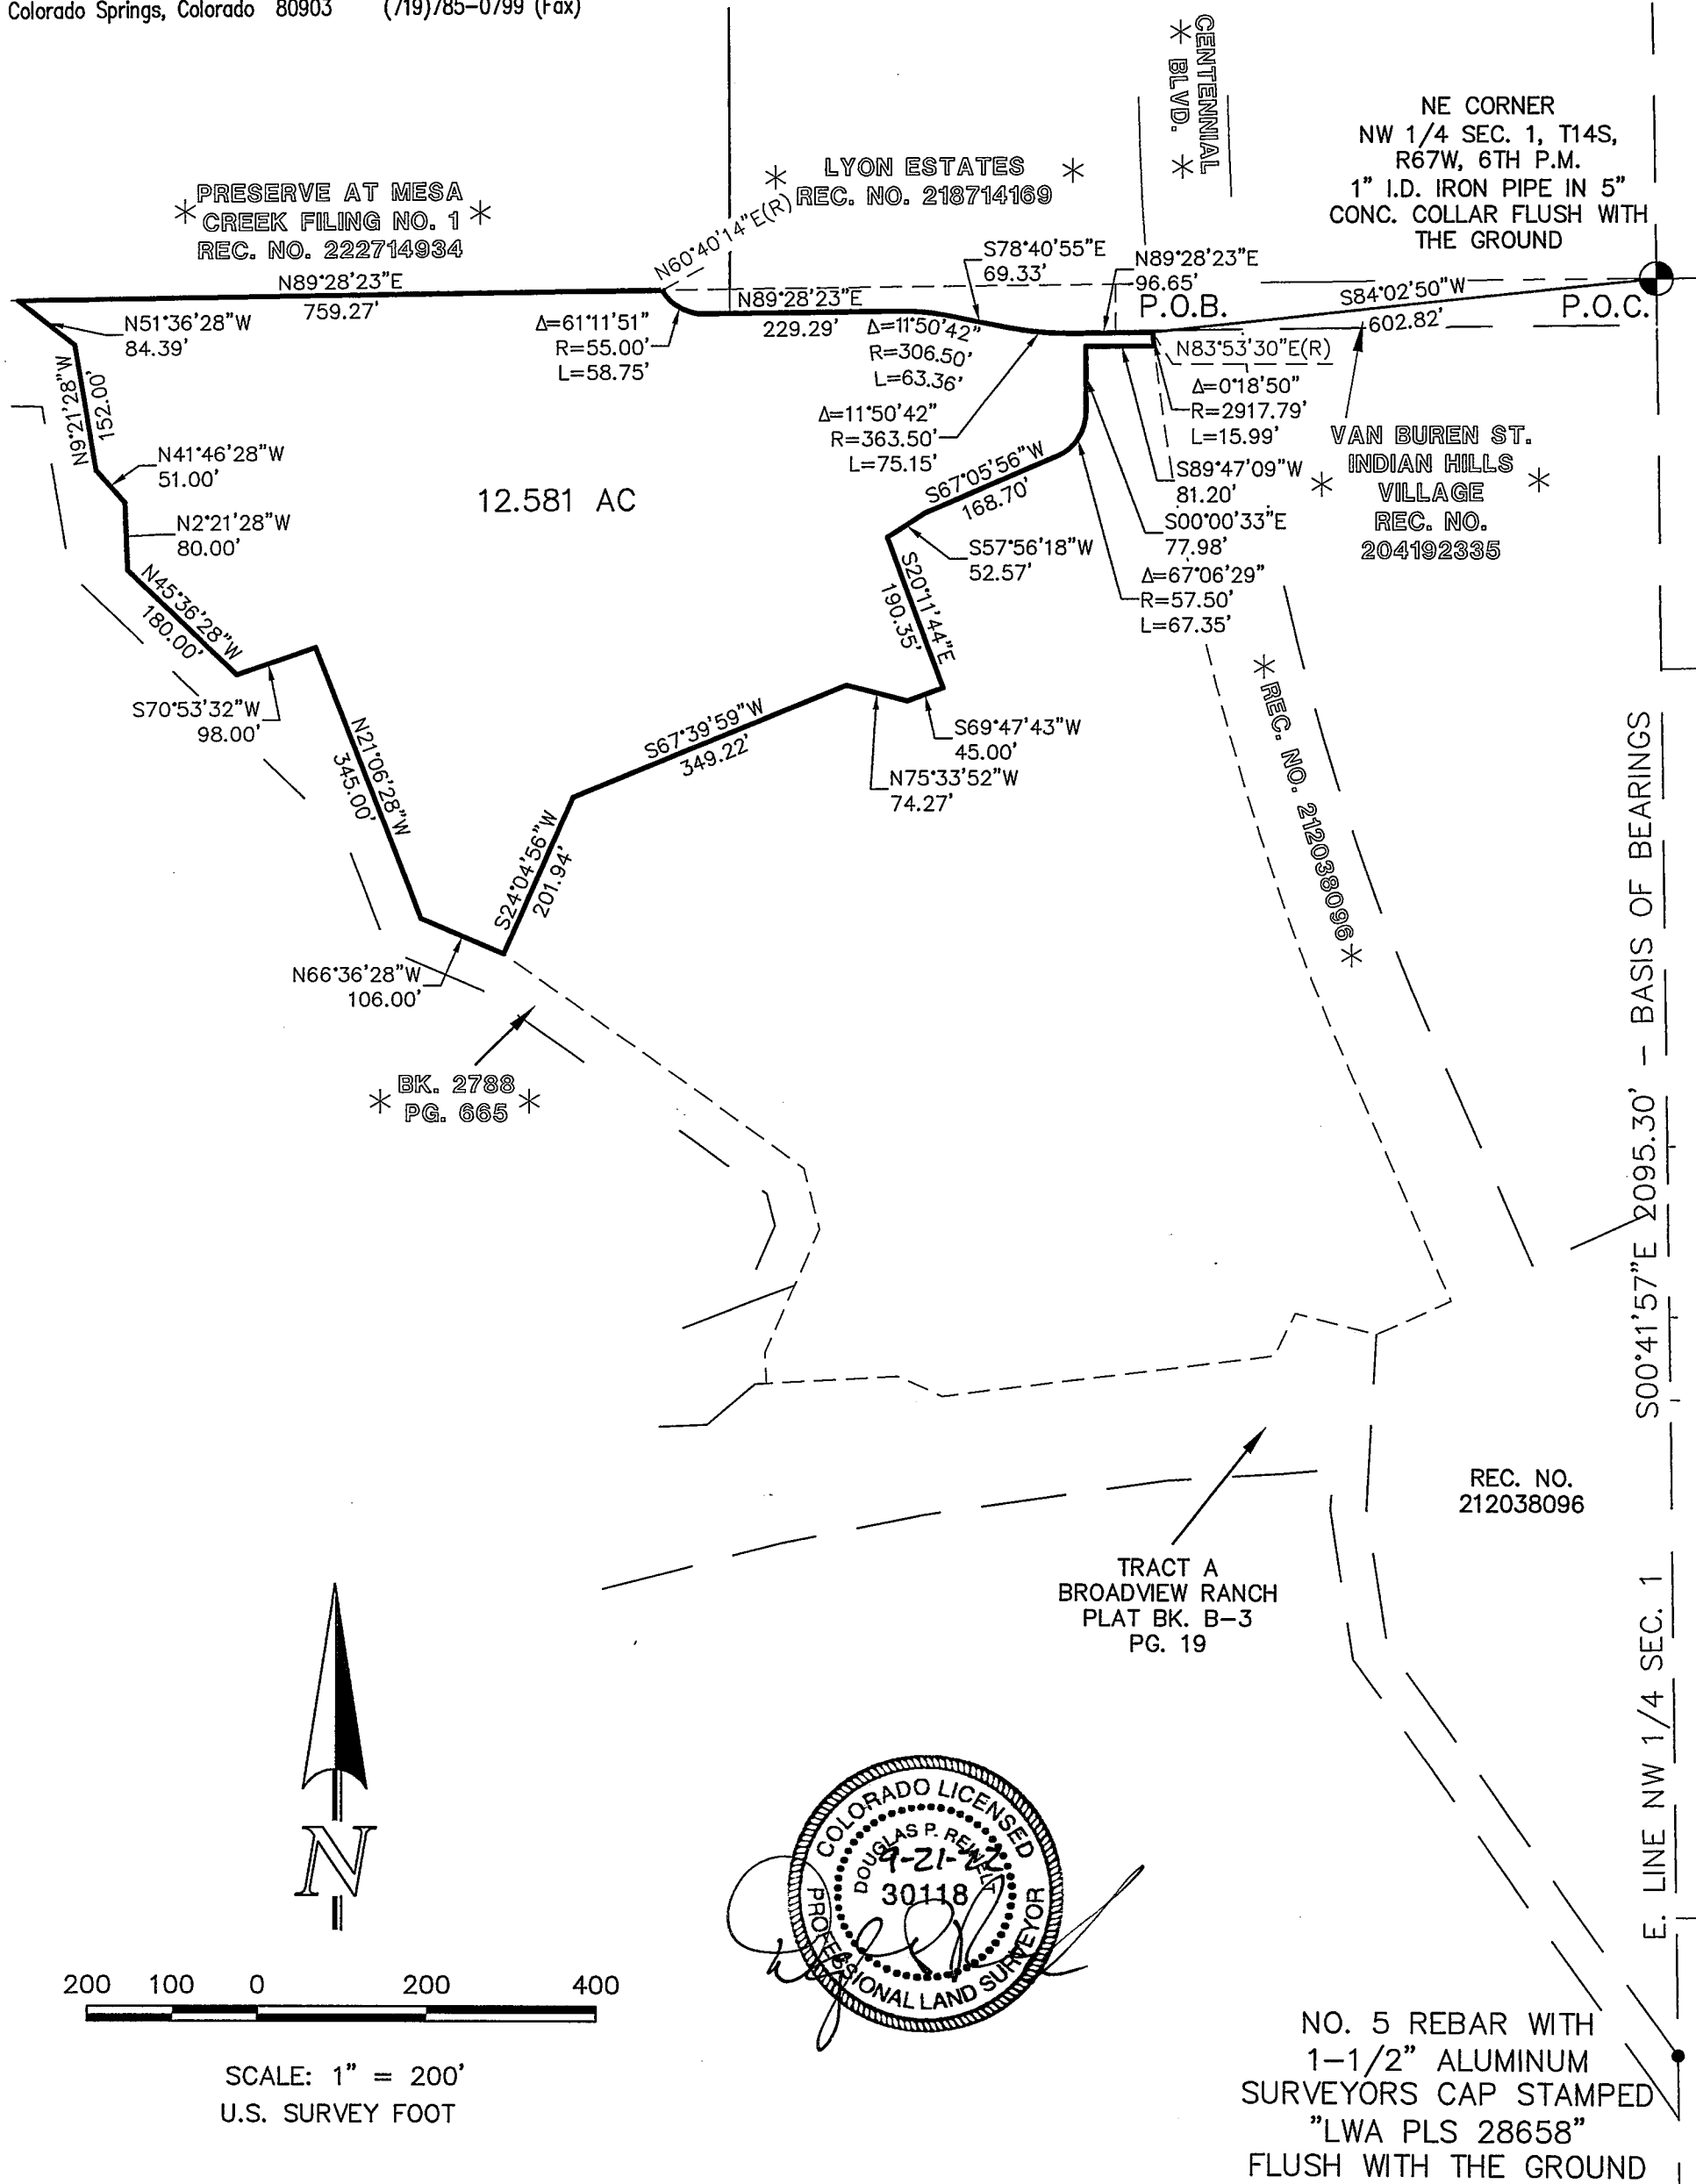 Colorado Springs, Colorado 80903 (719)785-0799 (Fax)
CENTENNIAL
* BLVD. *
NE CORNER
NW 1/4 SEC. 1, T14S,
R67W, 6TH P.M.
1" I.D. IRON PIPE IN 5"
CONC. COLLAR FLUSH WITH
THE GROUND
* LYON ESTATES *
REC. NO. 218714169
PRESERVE AT MESA
* CREEK FILING NO. 1 *
REC. NO. 222714934
N60°40'14"E(R)
S78°40'55"E
69.33'
N89°28'23"E
96.65'
N89°28'23"E
759.27'
N89°28'23"E
229.29'
P.O.B.
S84°02'50"W
602.82'
P.O.C.
N51°36'28"W
84.39'
Δ=61°11'51"
R=55.00'
L=58.75'
Δ=11°50'42"
R=306.50'
L=63.36'
N83°53'30"E(R)
Δ=0°18'50"
R=2917.79'
L=15.99'
N9°21'28"W
152.00'
Δ=11°50'42"
R=363.50'
L=75.15'
VAN BUREN ST.
INDIAN HILLS
* VILLAGE *
REC. NO.
204192335
N41°46'28"W
51.00'
S67°05'56"W
168.70'
S89°47'09"W
81.20'
12.581 AC
N2°21'28"W
80.00'
S00°00'33"E
77.98'
S57°56'18"W
52.57'
Δ=67°06'29"
R=57.50'
L=67.35'
N45°36'28"W
180.00'
S20°11'44"E
190.35'
S70°53'32"W
98.00'
N21°06'28"W
345.00'
S67°39'59"W
349.22'
S69°47'43"W
45.00'
N75°33'52"W
74.27'
* REC. NO. 212038096 *
S24°04'56"W
201.94'
N66°36'28"W
106.00'
* BK. 2788 *
PG. 665
S00°41'57"E 2095.30' - BASIS OF BEARINGS
REC. NO.
212038096
TRACT A
BROADVIEW RANCH
PLAT BK. B-3
PG. 19
E. LINE NW 1/4 SEC. 1
N
COLORADO LICENSED
DOUGLAS P. REINELT
9-21-22
30118
PROFESSIONAL LAND SURVEYOR
200 100 0 200 400
SCALE: 1" = 200'
U.S. SURVEY FOOT
NO. 5 REBAR WITH
1-1/2" ALUMINUM
SURVEYORS CAP STAMPED
"LWA PLS 28658"
FLUSH WITH THE GROUND